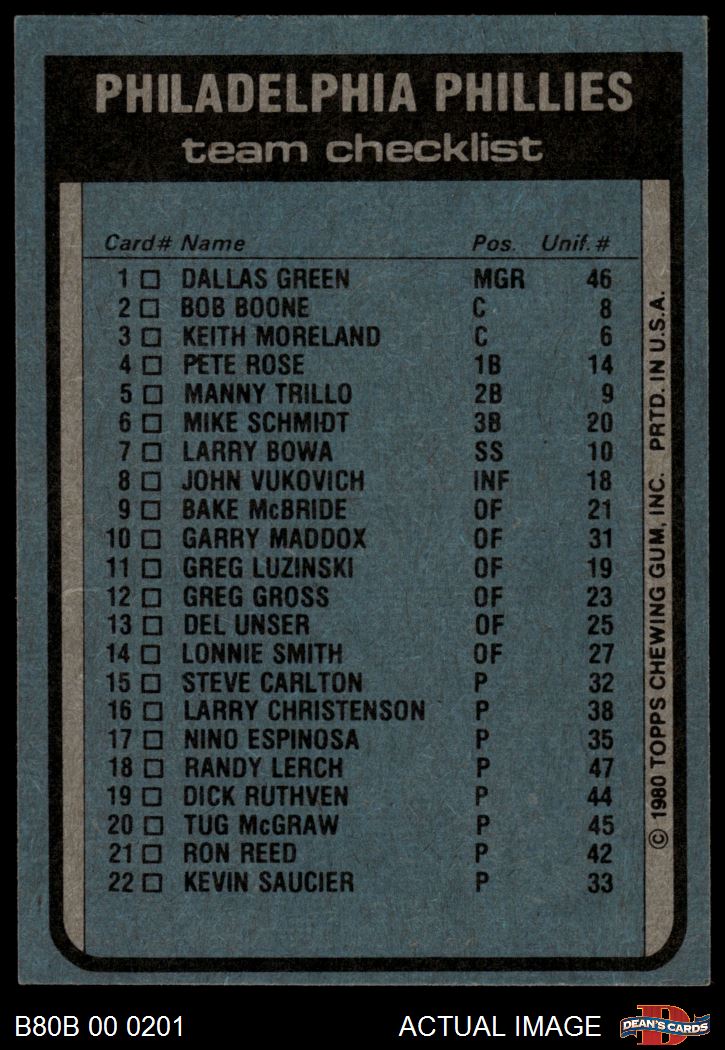 PHILADELPHIA PHILLIES
team checklist
Card# Name Pos. Unif.#
1 □ DALLAS GREEN MGR 46
2 □ BOB BOONE C 8
3 □ KEITH MORELAND C 6
4 □ PETE ROSE 1B 14
5 □ MANNY TRILLO 2B 9
6 □ MIKE SCHMIDT 3B 20
7 □ LARRY BOWA SS 10
8 □ JOHN VUKOVICH INF 18
9 □ BAKE McBRIDE OF 21
10 □ GARRY MADDOX OF 31
11 □ GREG LUZINSKI OF 19
12 □ GREG GROSS OF 23
13 □ DEL UNSER OF 25
14 □ LONNIE SMITH OF 27
15 □ STEVE CARLTON P 32
16 □ LARRY CHRISTENSON P 38
17 □ NINO ESPINOSA P 35
18 □ RANDY LERCH P 47
19 □ DICK RUTHVEN P 44
20 □ TUG McGRAW P 45
21 □ RON REED P 42
22 □ KEVIN SAUCIER P 33
© 1980 TOPPS CHEWING GUM, INC. PRTD. IN U.S.A.
B80B 00 0201 ACTUAL IMAGE
D
DEAN'S CARDS